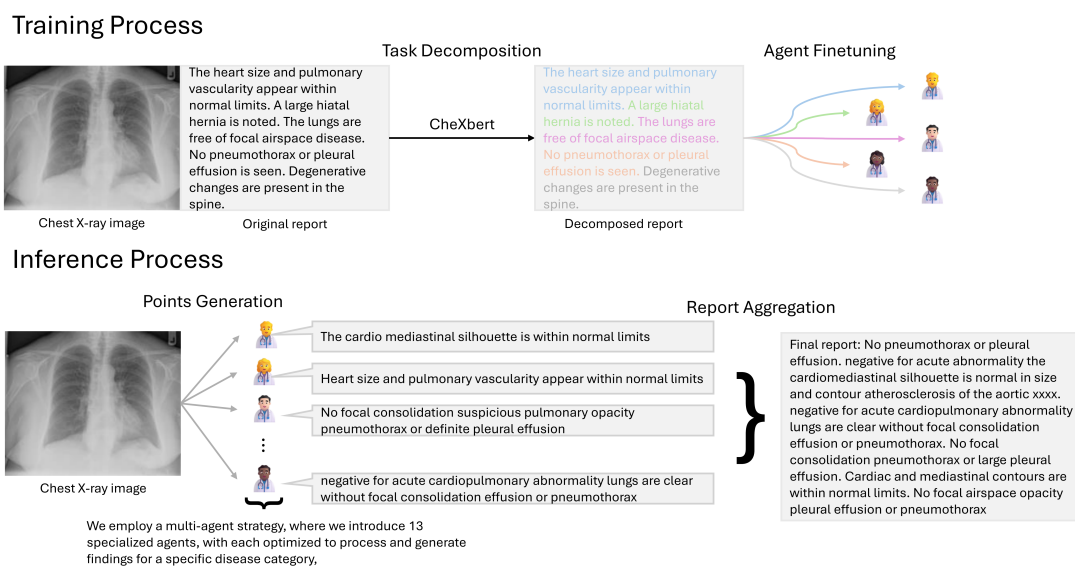 Training Process
Task Decomposition
Agent Finetuning
The heart size and pulmonary
vascularity appear within
normal limits. A large hiatal
hernia is noted. The lungs are
free of focal airspace disease.
No pneumothorax or pleural
effusion is seen. Degenerative
changes are present in the
spine.
CheXbert
The heart size and pulmonary
vascularity appear within
normal limits. A large hiatal
hernia is noted. The lungs are
free of focal airspace disease.
No pneumothorax or pleural
effusion is seen. Degenerative
changes are present in the
spine.
Chest X-ray image
Original report
Decomposed report
Inference Process
Points Generation
Report Aggregation
The cardio mediastinal silhouette is within normal limits
Heart size and pulmonary vascularity appear within normal limits
No focal consolidation suspicious pulmonary opacity
pneumothorax or definite pleural effusion
...
negative for acute cardiopulmonary abnormality lungs are clear
without focal consolidation effusion or pneumothorax
Final report: No pneumothorax or pleural
effusion. negative for acute abnormality the
cardiomediastinal silhouette is normal in size
and contour atherosclerosis of the aortic xxxx.
negative for acute cardiopulmonary abnormality
lungs are clear without focal consolidation
effusion or pneumothorax. No focal
consolidation pneumothorax or large pleural
effusion. Cardiac and mediastinal contours are
within normal limits. No focal airspace opacity
pleural effusion or pneumothorax
Chest X-ray image
We employ a multi-agent strategy, where we introduce 13
specialized agents, with each optimized to process and generate
findings for a specific disease category,